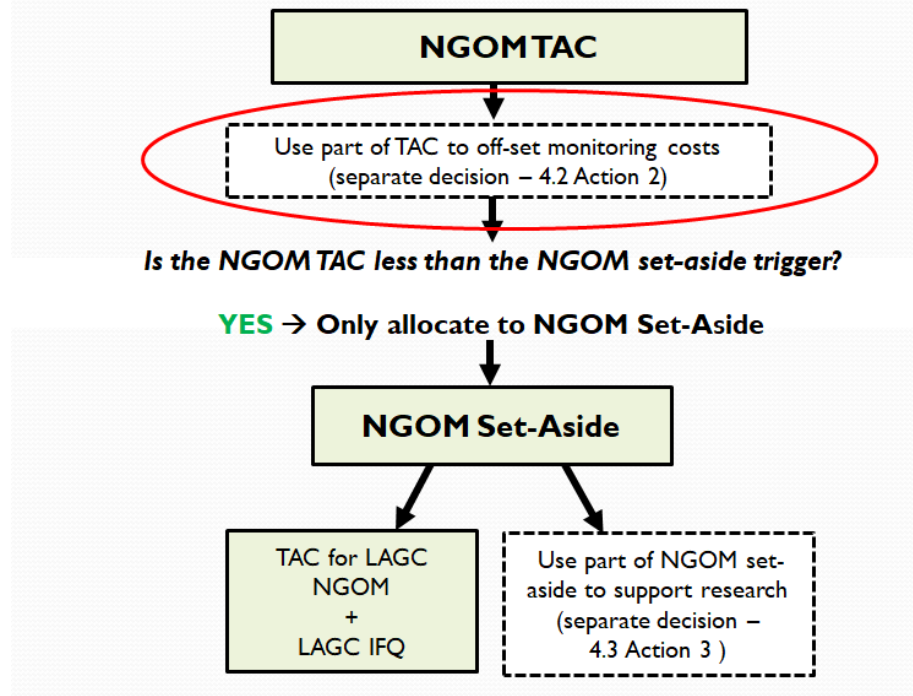 NGOM TAC
Use part of TAC to off-set monitoring costs
(separate decision – 4.2 Action 2)
Is the NGOM TAC less than the NGOM set-aside trigger?
YES → Only allocate to NGOM Set-Aside
NGOM Set-Aside
TAC for LAGC
NGOM
+
LAGC IFQ
Use part of NGOM set-
aside to support research
(separate decision –
4.3 Action 3 )